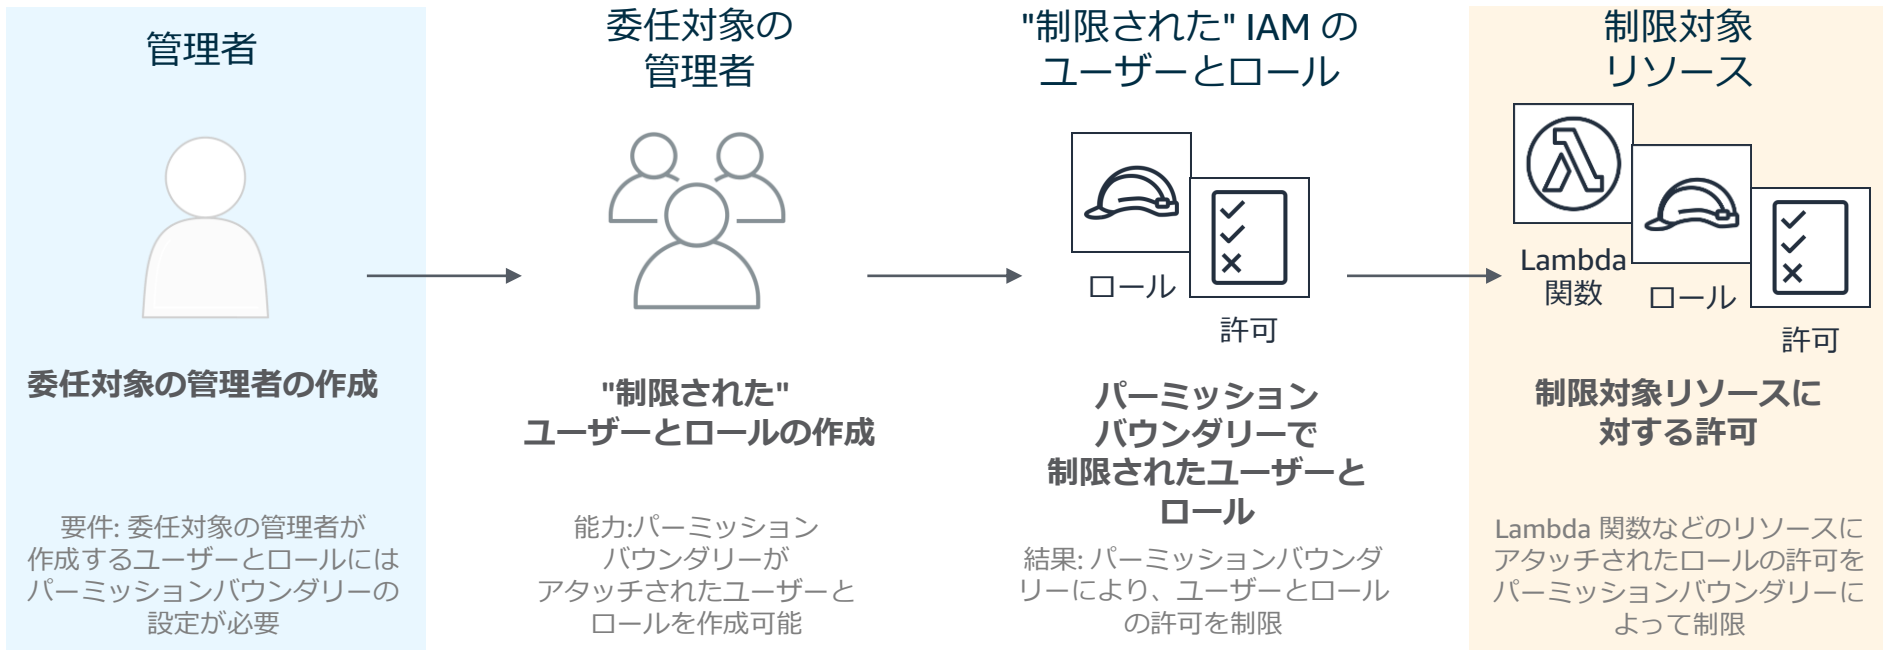 管理者
委任対象の管理者の作成
要件: 委任対象の管理者が
作成するユーザーとロールには
パーミッションバウンダリーの
設定が必要
委任対象の
管理者
"制限された"
ユーザーとロールの作成
能力:パーミッション
バウンダリーが
アタッチされたユーザーと
ロールを作成可能
"制限された" IAM の
ユーザーとロール
ロール
許可
パーミッション
バウンダリーで
制限されたユーザーと
ロール
結果: パーミッションバウンダ
リーにより、ユーザーとロール
の許可を制限
制限対象
リソース
Lambda
関数
ロール
許可
制限対象リソースに
対する許可
Lambda 関数などのリソースに
アタッチされたロールの許可を
パーミッションバウンダリーに
よって制限